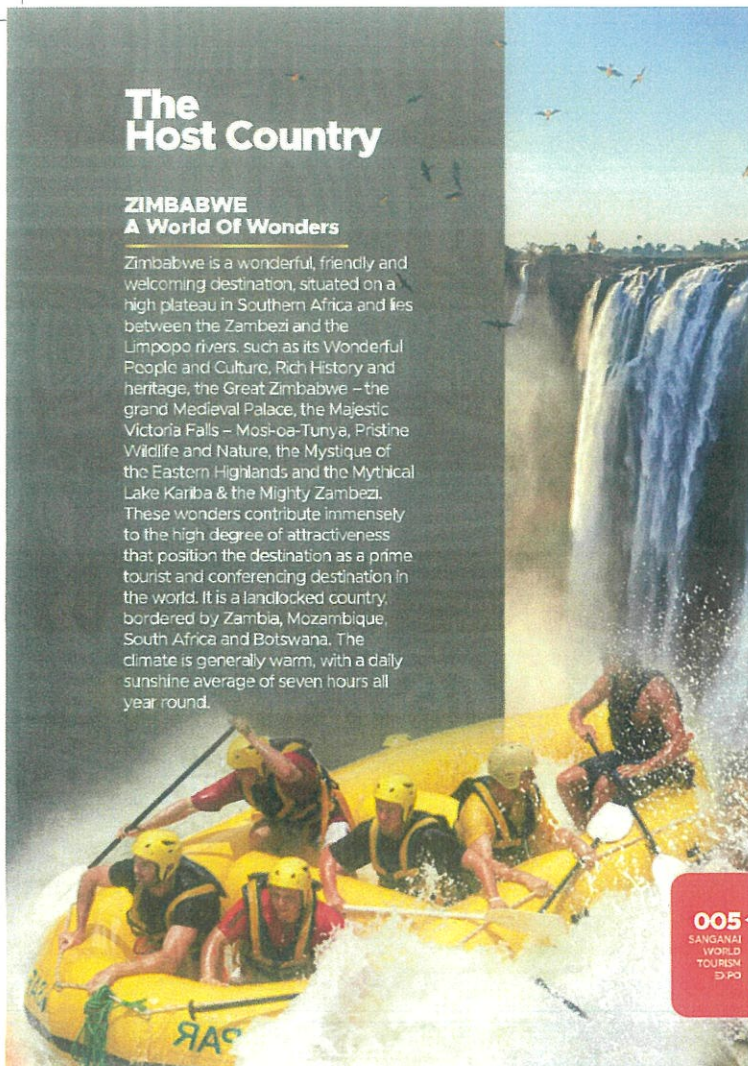 The
Host Country
ZIMBABWE
A World Of Wonders
Zimbabwe is a wonderful, friendly and
welcoming destination, situated on a
high plateau in Southern Africa and lies
between the Zambezi and the
Limpopo rivers. such as its Wonderful
People and Culture, Rich History and
heritage, the Great Zimbabwe – the
grand Medieval Palace, the Majestic
Victoria Falls – Mosi-oa-Tunya, Pristine
Wildlife and Nature, the Mystique of
the Eastern Highlands and the Mythical
Lake Kariba & the Mighty Zambezi.
These wonders contribute immensely
to the high degree of attractiveness
that position the destination as a prime
tourist and conferencing destination in
the world. It is a landlocked country,
bordered by Zambia, Mozambique,
South Africa and Botswana. The
climate is generally warm, with a daily
sunshine average of seven hours all
year round.
005
SANGANAI
WORLD
TOURISM
EXPO